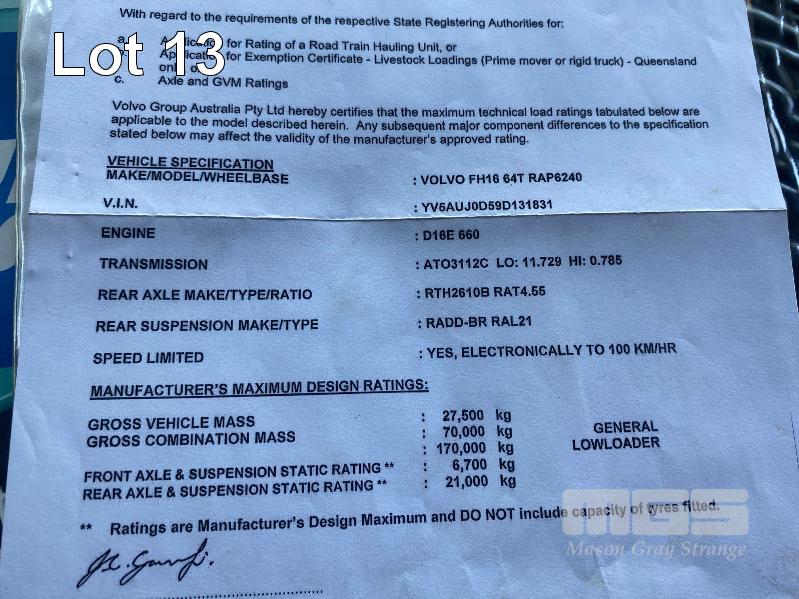 With regard to the requirements of the respective State Registering Authorities for:
Lot 13
a. for Rating of a Road Train Hauling Unit, or
for Exemption Certificate - Livestock Loadings (Prime mover or rigid truck) - Queensland
c. Axle and GVM Ratings
Volvo Group Australia Pty Ltd hereby certifies that the maximum technical load ratings tabulated below are
applicable to the model described herein. Any subsequent major component differences to the specification
stated below may affect the validity of the manufacturer's approved rating.
VEHICLE SPECIFICATION
MAKE/MODEL/WHEELBASE : VOLVO FH16 64T RAP6240
V.I.N. : YV5AUJ0D59D131831
ENGINE : D16E 660
TRANSMISSION : ATO3112C LO: 11.729 HI: 0.785
REAR AXLE MAKE/TYPE/RATIO : RTH2610B RAT4.55
REAR SUSPENSION MAKE/TYPE : RADD-BR RAL21
SPEED LIMITED : YES, ELECTRONICALLY TO 100 KM/HR
MANUFACTURER'S MAXIMUM DESIGN RATINGS:
GROSS VEHICLE MASS : 27,500 kg
GROSS COMBINATION MASS : 70,000 kg GENERAL
: 170,000 kg LOWLOADER
FRONT AXLE & SUSPENSION STATIC RATING ** : 6,700 kg
REAR AXLE & SUSPENSION STATIC RATING ** : 21,000 kg
** Ratings are Manufacturer's Design Maximum and DO NOT include capacity of tyres fitted.
MGS
Mason Gray Strange